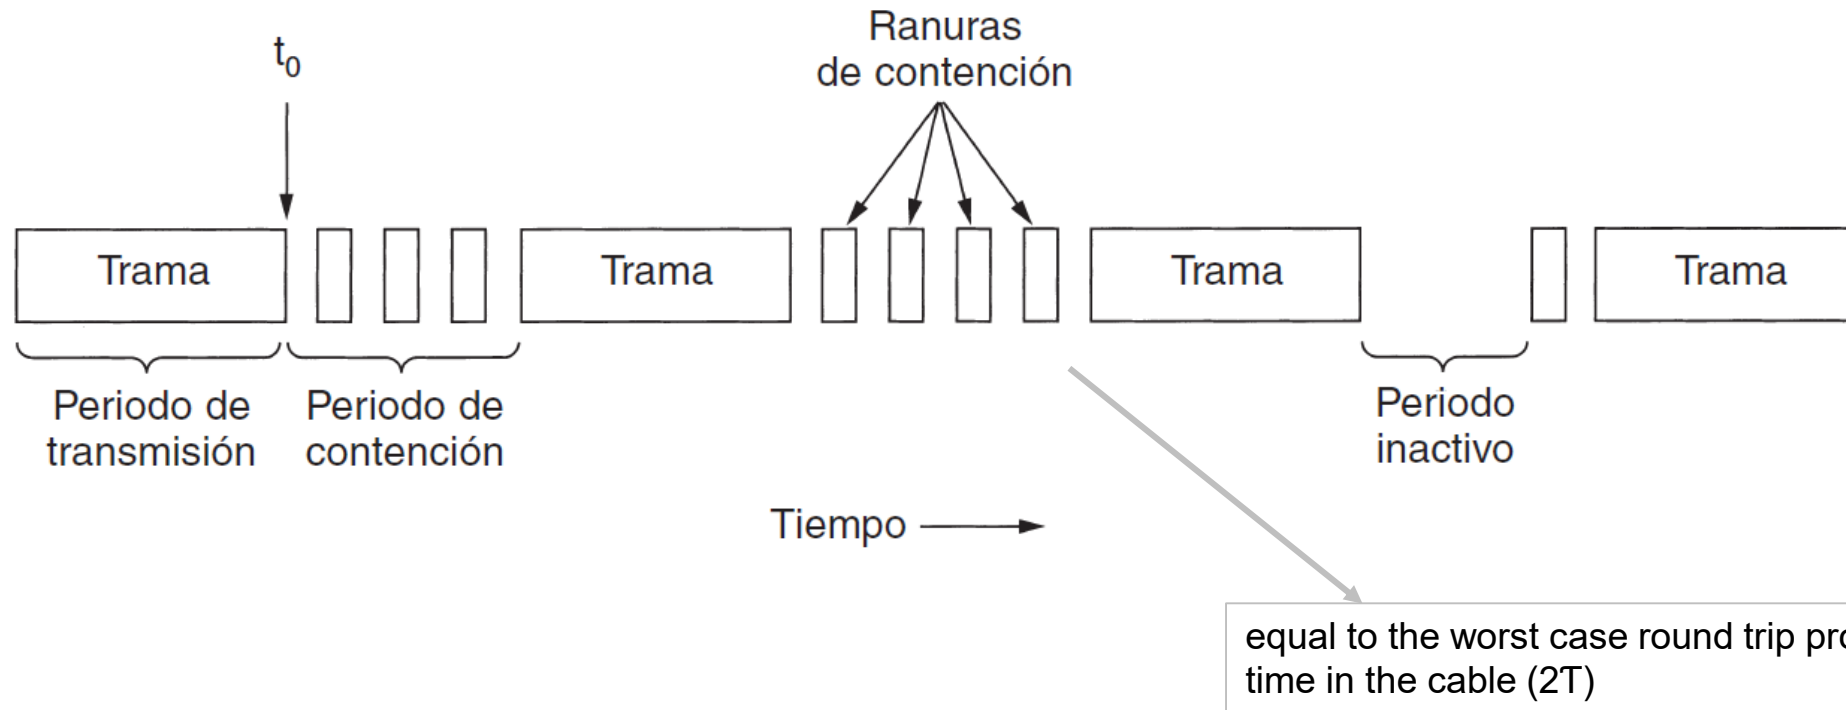 t0
Ranuras
de contención
Trama
Trama
Trama
Trama
Periodo de
transmisión
Periodo de
contención
Periodo
inactivo
Tiempo
equal to the worst case round trip
time in the cable (2T)